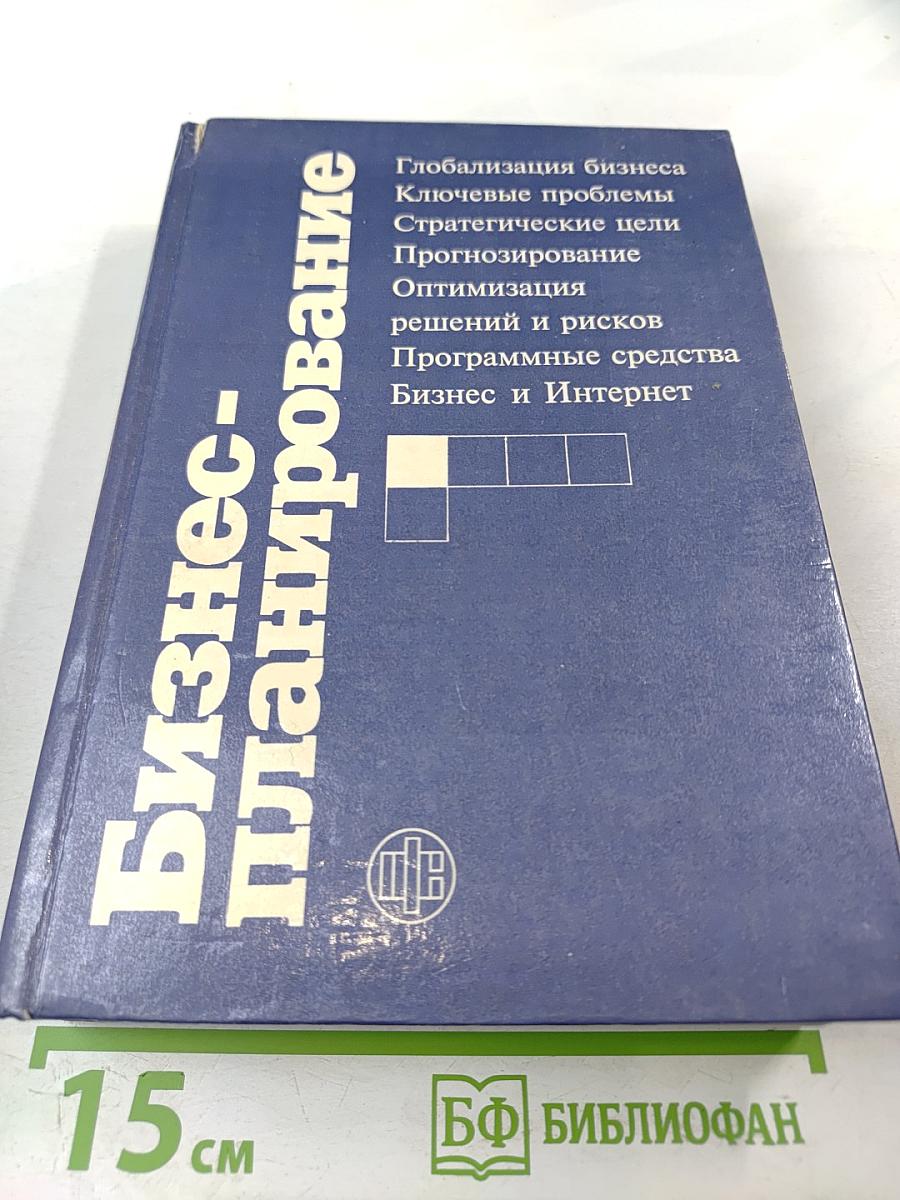 Бизнес-
планирование
Глобализация бизнеса
Ключевые проблемы
Стратегические цели
Прогнозирование
Оптимизация
решений и рисков
Программные средства
Бизнес и Интернет
фс
15 см
БФ БИБЛИОФАН